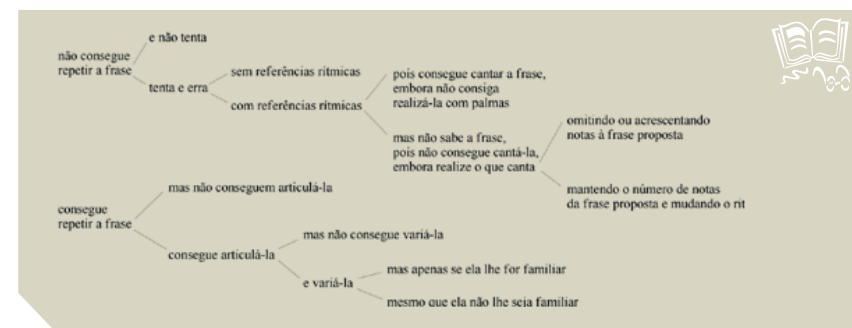 e não tenta
não consegue
repetir a frase
tenta e erra
sem referências rítmicas
com referências rítmicas
pois consegue cantar a frase,
embora não consiga
realizá-la com palmas
mas não sabe a frase,
pois não consegue cantá-la,
embora realize o que canta
omitindo ou acrescentando
notas à frase proposta
mantendo o número de notas
da frase proposta e mudando o rit
consegue
repetir a frase
mas não conseguem articulá-la
consegue articulá-la
mas não consegue variá-la
e variá-la
mas apenas se ela lhe for familiar
mesmo que ela não lhe seja familiar